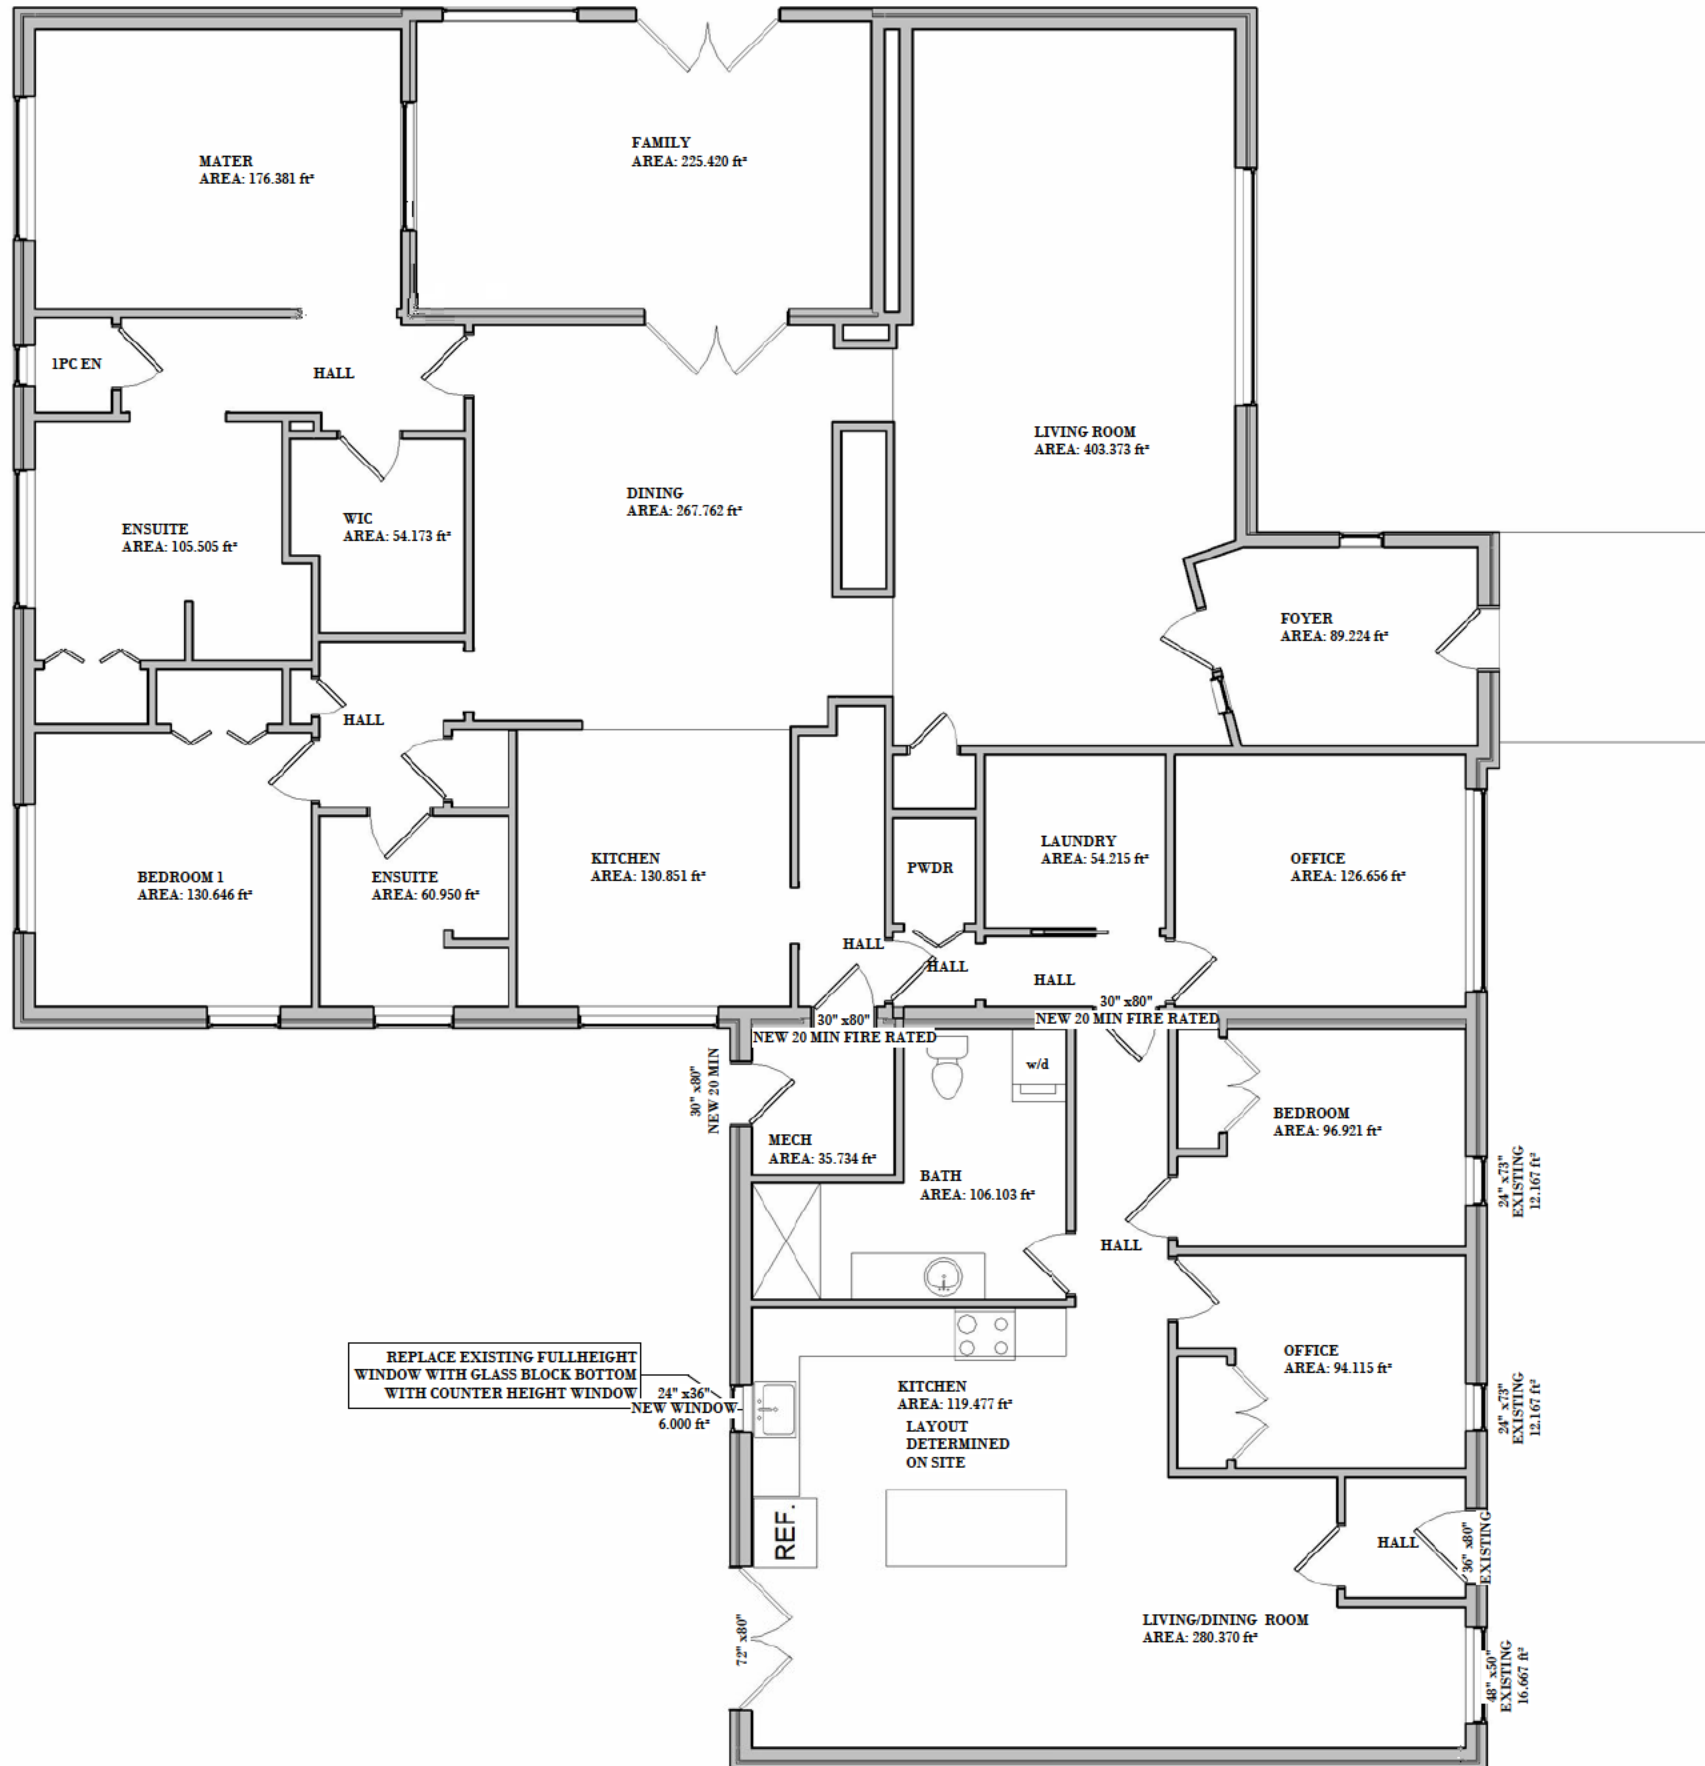 FAMILY
AREA: 225.420 ft²
MATER
AREA: 176.381 ft²
1PC EN
HALL
LIVING ROOM
AREA: 403.373 ft²
DINING
AREA: 267.762 ft²
WIC
AREA: 54.173 ft²
ENSUITE
AREA: 105.505 ft²
FOYER
AREA: 89.224 ft²
HALL
LAUNDRY
AREA: 54.215 ft²
OFFICE
AREA: 126.656 ft²
KITCHEN
AREA: 130.851 ft²
PWDR
BEDROOM 1
AREA: 130.646 ft²
ENSUITE
AREA: 60.950 ft²
HALL
HALL
HALL
30" x80"
NEW 20 MIN FIRE RATED
30" x80"
NEW 20 MIN FIRE RATED
30" x80"
NEW 20 MIN
w/d
MECH
AREA: 35.734 ft²
BATH
AREA: 106.103 ft²
BEDROOM
AREA: 96.921 ft²
24" x73"
EXISTING
12.167 ft²
HALL
OFFICE
AREA: 94.115 ft²
24" x73"
EXISTING
12.167 ft²
REPLACE EXISTING FULLHEIGHT
WINDOW WITH GLASS BLOCK BOTTOM
WITH COUNTER HEIGHT WINDOW
24" x36"
NEW WINDOW
6.000 ft²
KITCHEN
AREA: 119.477 ft²
LAYOUT
DETERMINED
ON SITE
REF.
HALL
36" x80"
EXISTING
LIVING/DINING ROOM
AREA: 280.370 ft²
72" x80"
48" x50"
EXISTING
16.667 ft²